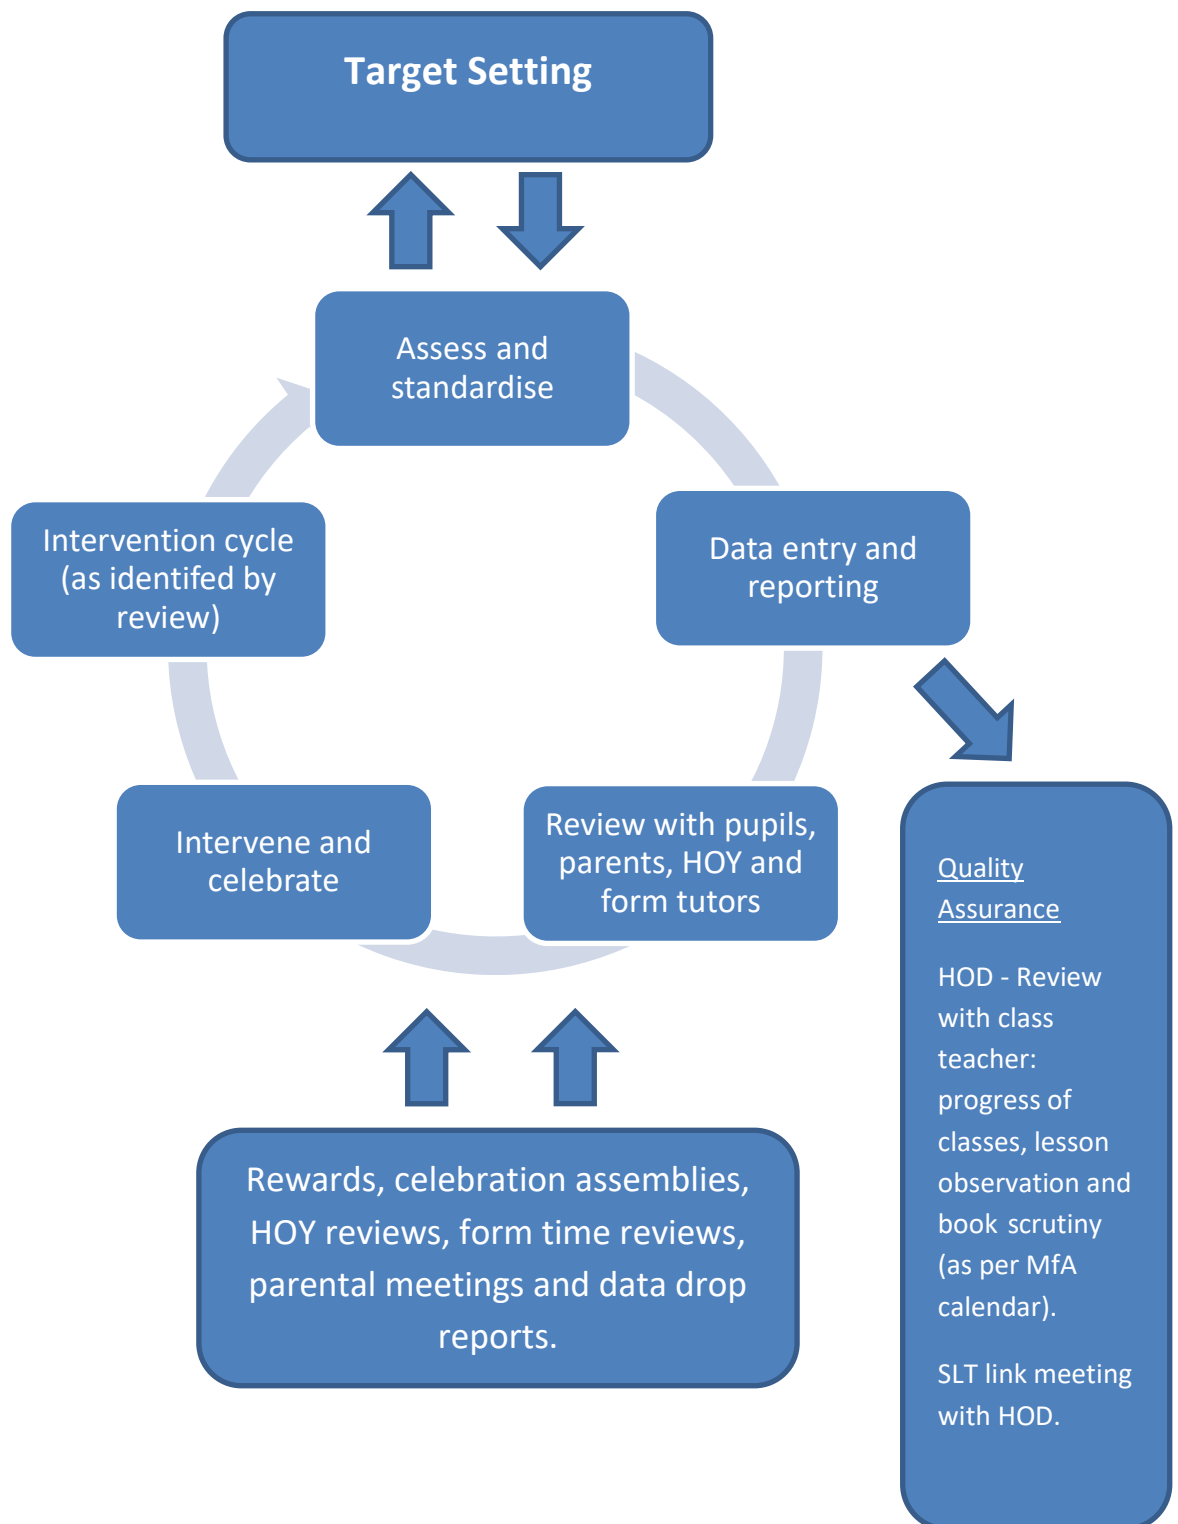 Target Setting
Assess and
standardise
Data entry and
reporting
Review with pupils,
parents, HOY and
form tutors
Intervene and
celebrate
Intervention cycle
(as identifed by
review)
Rewards, celebration assemblies,
HOY reviews, form time reviews,
parental meetings and data drop
reports.
Quality
Assurance
HOD - Review
with class
teacher:
progress of
classes, lesson
observation and
book scrutiny
(as per MfA
calendar).
SLT link meeting
with HOD.